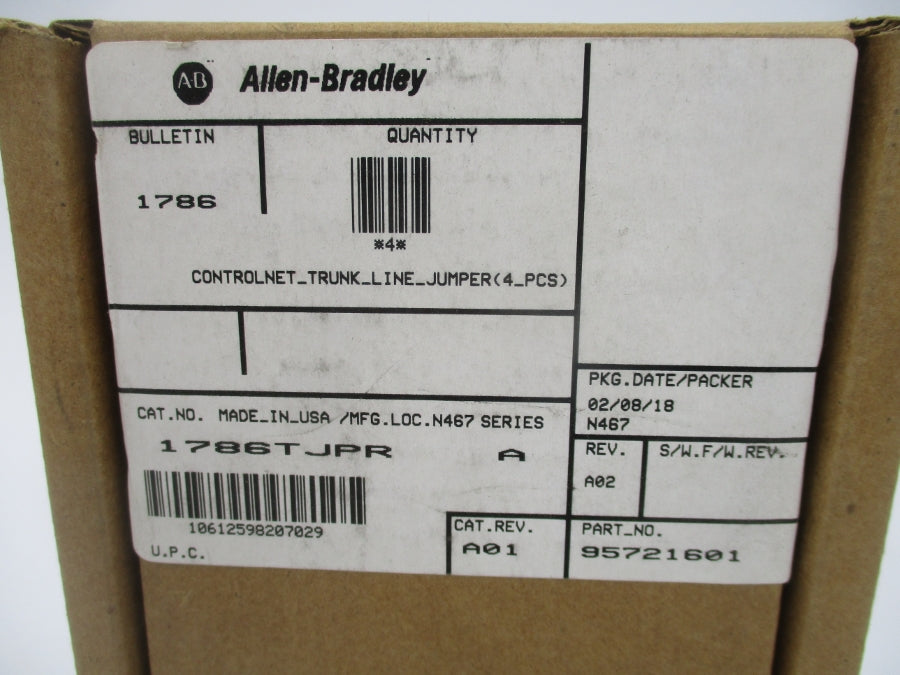 AB Allen-Bradley
BULLETIN
QUANTITY
1786
*4*
CONTROLNET_TRUNK_LINE_JUMPER(4_PCS)
CAT.NO. MADE_IN_USA /MFG.LOC.N467 SERIES
1786TJPR A
10612598207029
U.P.C.
PKG.DATE/PACKER
02/08/18
N467
REV. S/W.F/W.REV.
A02
CAT.REV.
A01
PART_NO.
95721601